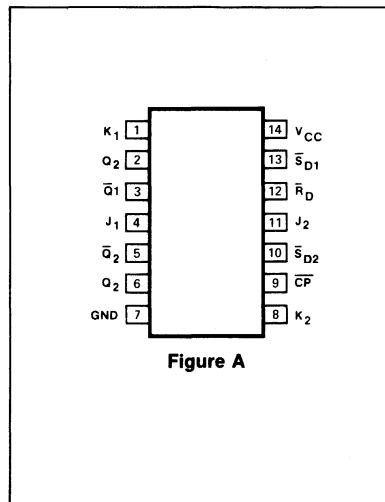 K1 1 14 VCC
Q2 2 13 S̅D1
Q̅1 3 12 R̅D
J1 4 11 J2
Q̅2 5 10 S̅D2
Q2 6 9 C̅P̅
GND 7 8 K2
Figure A